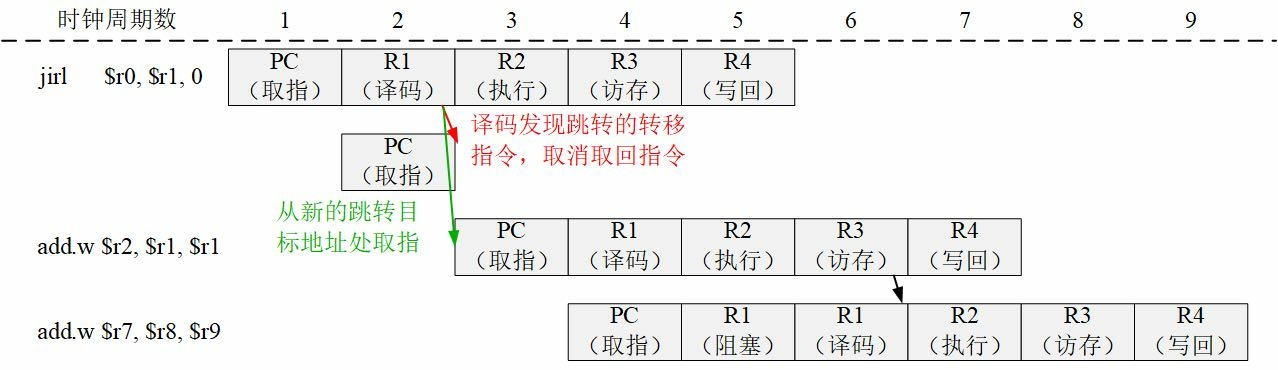 时钟周期数 1 2 3 4 5 6 7 8 9
jirl $r0, $r1, 0 PC R1 R2 R3 R4
（取指） （译码） （执行） （访存） （写回）
译码发现跳转的转移
指令，取消取回指令
PC
（取指）
从新的跳转目
标地址处取指
add.w $r2, $r1, $r1 PC R1 R2 R3 R4
（取指） （译码） （执行） （访存） （写回）
add.w $r7, $r8, $r9 PC R1 R1 R2 R3 R4
（取指） （阻塞） （译码） （执行） （访存） （写回）